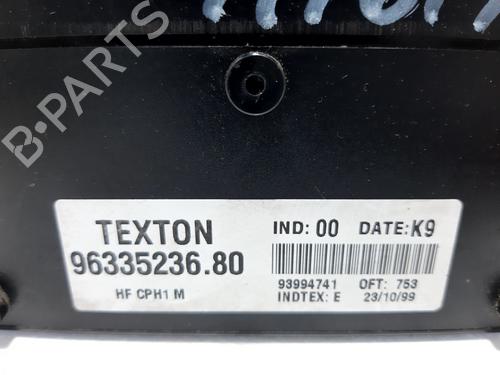 B-PARTS
TEXTON
96335236.80
HF CPH1 M
IND: 00 DATE: K9
93994741 OFT: 753
INDTEX: E 23/10/99